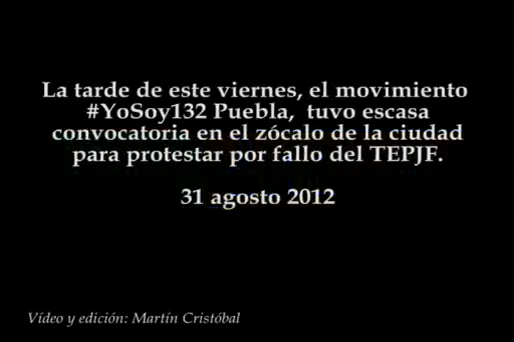 La tarde de este viernes, el movimiento
#YoSoy132 Puebla,  tuvo escasa
convocatoria en el zócalo de la ciudad
para protestar por fallo del TEPJF.
31 agosto 2012
Vídeo y edición: Martín Cristóbal